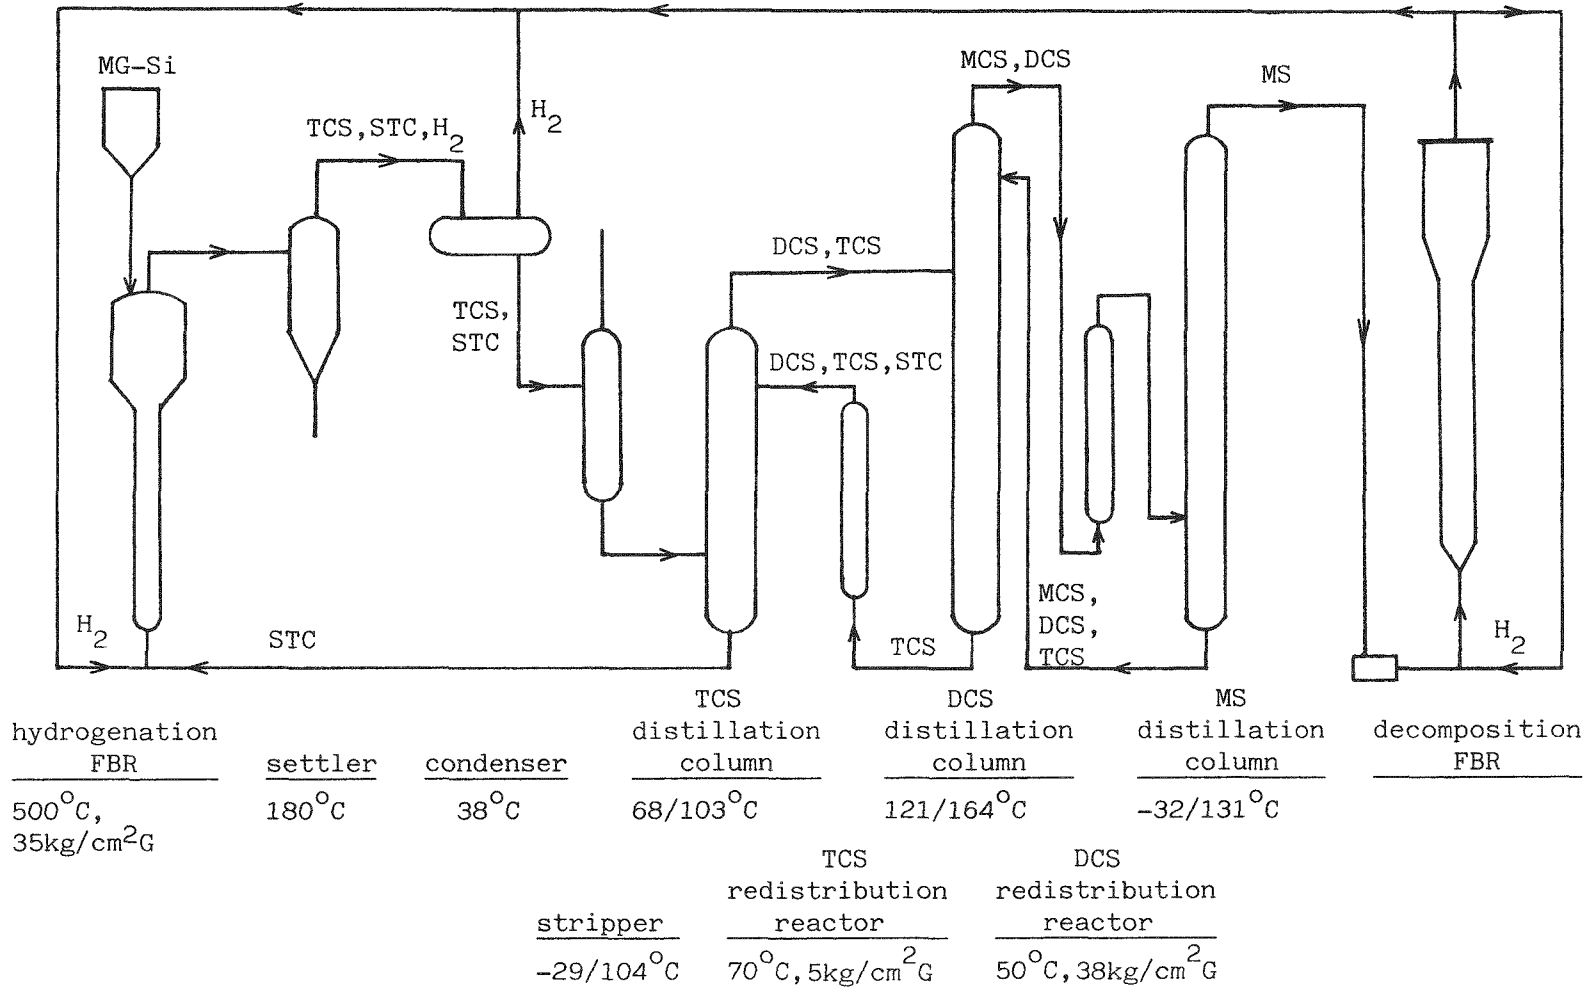 MG-Si
TCS,STC,H2
H2
MCS,DCS
MS
DCS,TCS
TCS,
STC
DCS,TCS,STC
MCS,
DCS,
TCS
H2
STC
TCS
H2
hydrogenation
FBR
500°C,
35kg/cm2G
settler
180°C
condenser
38°C
TCS
distillation
column
68/103°C
DCS
distillation
column
121/164°C
MS
distillation
column
-32/131°C
decomposition
FBR
stripper
-29/104°C
TCS
redistribution
reactor
70°C,5kg/cm2G
DCS
redistribution
reactor
50°C,38kg/cm2G